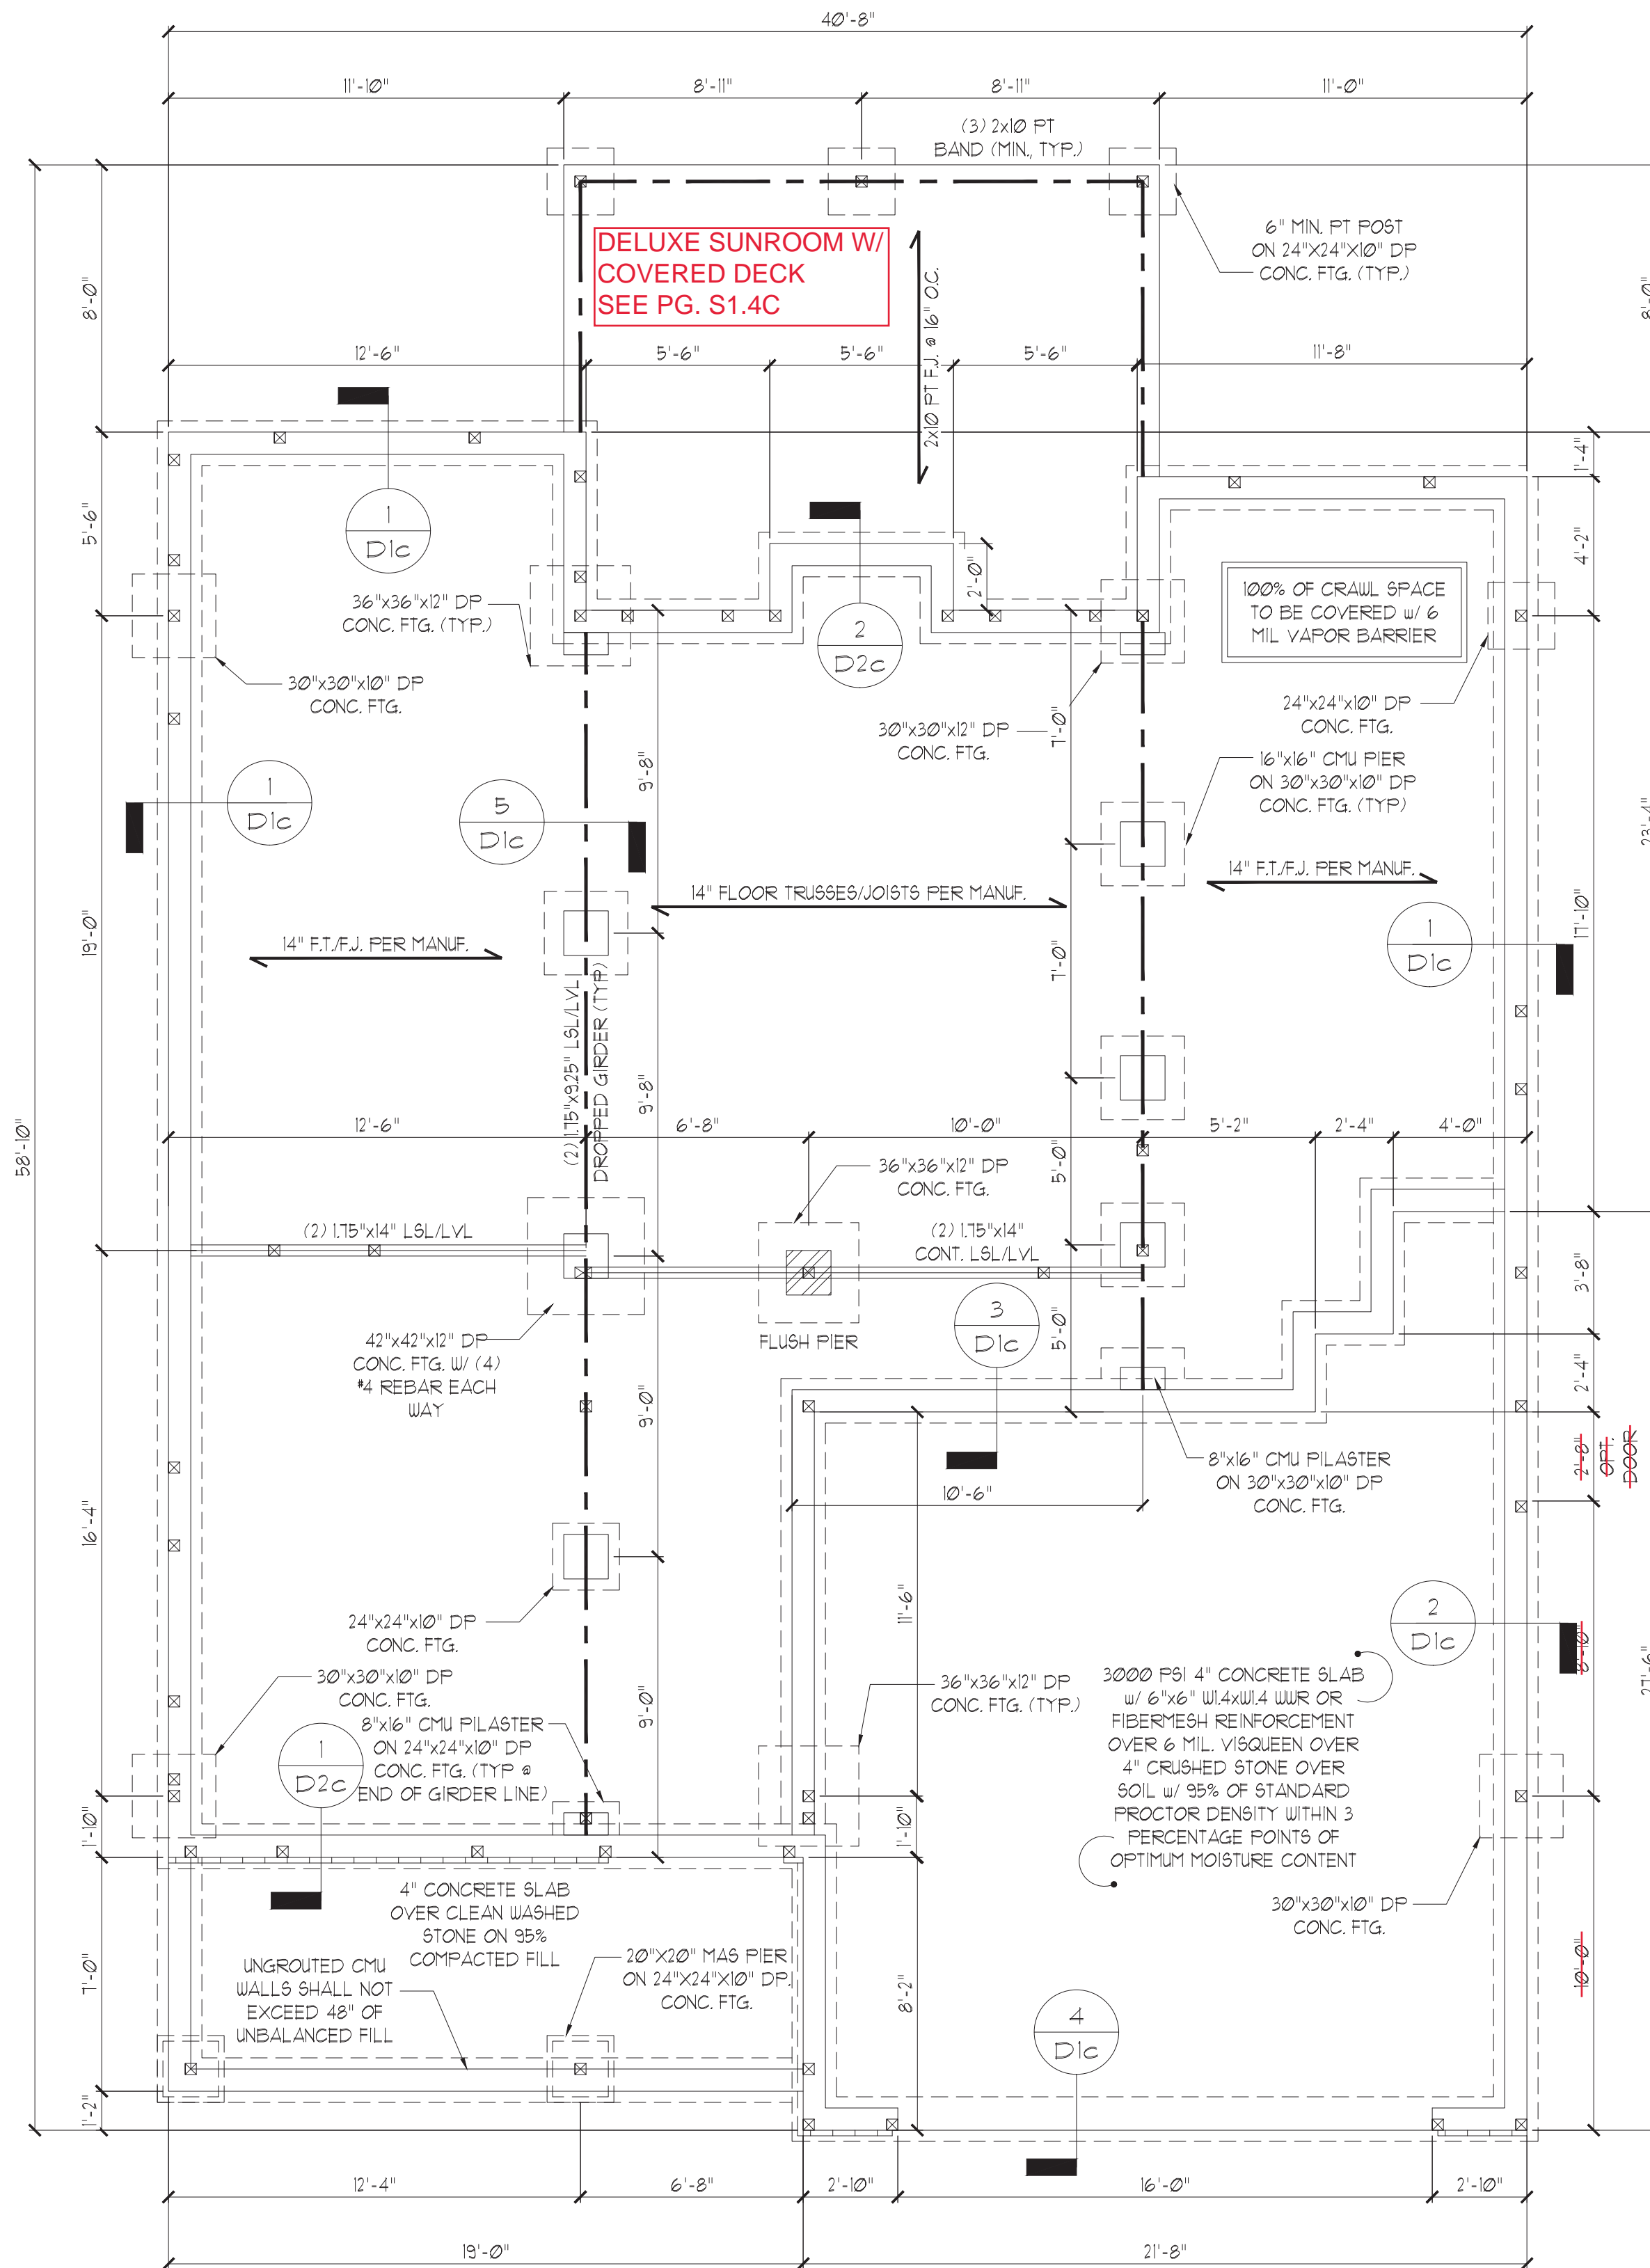 40'-8"
11'-10"
8'-11"
8'-11"
11'-0"
(3) 2x10 PT
BAND (MIN., TYP.)
6" MIN. PT POST
ON 24"X24"X10" DP
CONC. FTG. (TYP.)
DELUXE SUNROOM W/
COVERED DECK
SEE PG. S1.4C
2x10 PT F.J. @ 16" O.C.
8'-0"
8'-0"
12'-6"
5'-6"
5'-6"
5'-6"
11'-8"
1'-4"
5'-6"
4'-2"
1
D1c
2'-0"
36"x36"x12" DP
CONC. FTG. (TYP.)
2
D2c
100% OF CRAWL SPACE
TO BE COVERED w/ 6
MIL VAPOR BARRIER
30"x30"x10" DP
CONC. FTG.
24"x24"x10" DP
CONC. FTG.
30"x30"x12" DP
CONC. FTG.
7'-0"
16"x16" CMU PIER
ON 30"x30"x10" DP
CONC. FTG. (TYP)
9'-8"
1
D1c
5
D1c
23'-4"
14" FLOOR TRUSSES/JOISTS PER MANUF.
14" F.T./F.J. PER MANUF.
14" F.T./F.J. PER MANUF.
19'-0"
17'-10"
1
D1c
7'-0"
(2) 1.75"x9.25" LSL/LVL
DROPPED GIRDER (TYP)
9'-8"
58'-10"
12'-6"
6'-8"
10'-0"
5'-2"
2'-4"
4'-0"
5'-0"
36"x36"x12" DP
CONC. FTG.
(2) 1.75"x14" LSL/LVL
(2) 1.75"x14"
CONT. LSL/LVL
3'-8"
3
D1c
FLUSH PIER
5'-0"
42"x42"x12" DP
CONC. FTG. W/ (4)
#4 REBAR EACH
WAY
2'-4"
9'-0"
2'-8"
OPT.
DOOR
8"x16" CMU PILASTER
ON 30"x30"x10" DP
CONC. FTG.
10'-6"
16'-4"
11'-6"
24"x24"x10" DP
CONC. FTG.
2
D1c
27'-6"
30"x30"x10" DP
CONC. FTG.
36"x36"x12" DP
CONC. FTG. (TYP.)
3000 PSI 4" CONCRETE SLAB
w/ 6"x6" W1.4xW1.4 WWR OR
FIBERMESH REINFORCEMENT
OVER 6 MIL. VISQUEEN OVER
4" CRUSHED STONE OVER
SOIL w/ 95% OF STANDARD
PROCTOR DENSITY WITHIN 3
PERCENTAGE POINTS OF
OPTIMUM MOISTURE CONTENT
9'-0"
8"x16" CMU PILASTER
ON 24"x24"x10" DP
CONC. FTG. (TYP @
END OF GIRDER LINE)
1
D2c
1'-10"
1'-10"
4" CONCRETE SLAB
OVER CLEAN WASHED
STONE ON 95%
COMPACTED FILL
30"x30"x10" DP
CONC. FTG.
UNGROUTED CMU
WALLS SHALL NOT
EXCEED 48" OF
UNBALANCED FILL
20"X20" MAS PIER
ON 24"X24"X10" DP.
CONC. FTG.
7'-0"
8'-2"
10'-0"
4
D1c
1'-2"
12'-4"
6'-8"
2'-10"
16'-0"
2'-10"
19'-0"
21'-8"